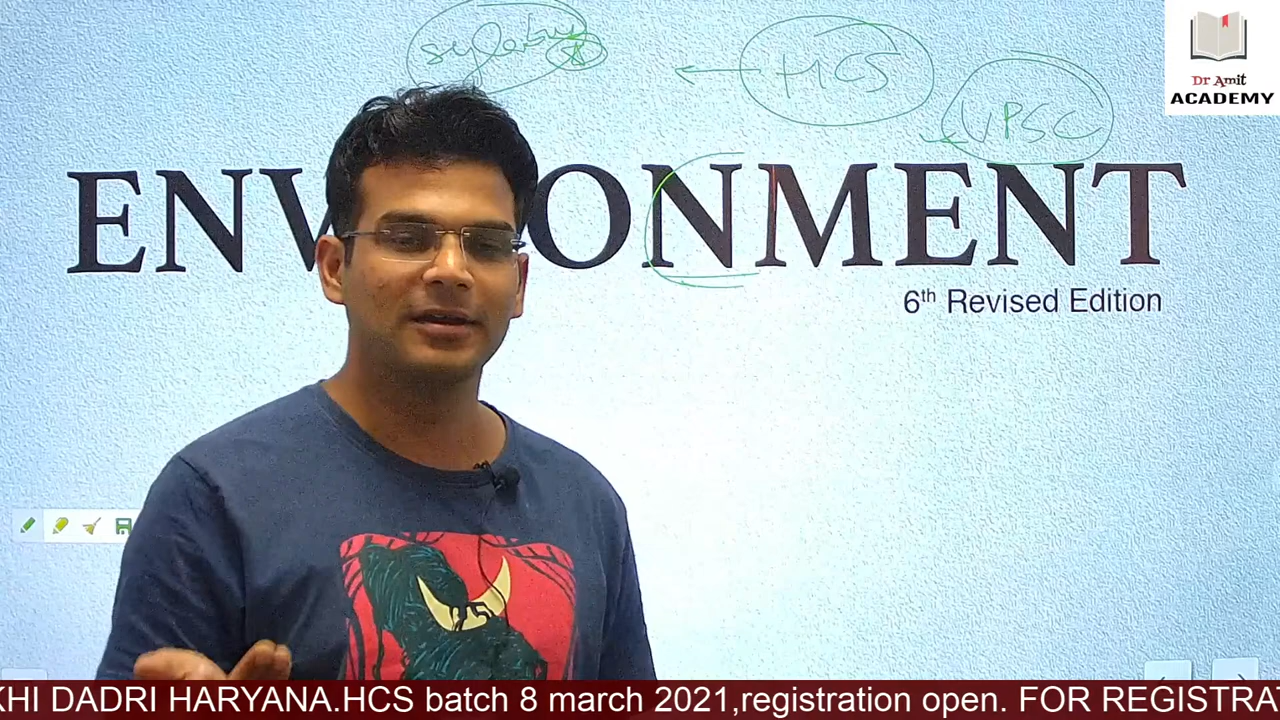 syllabus
HCS
UPSC
Dr Amit
ACADEMY
ENV ONMENT
6th Revised Edition
KHI DADRI HARYANA.HCS batch 8 march 2021,registration open. FOR REGISTRA